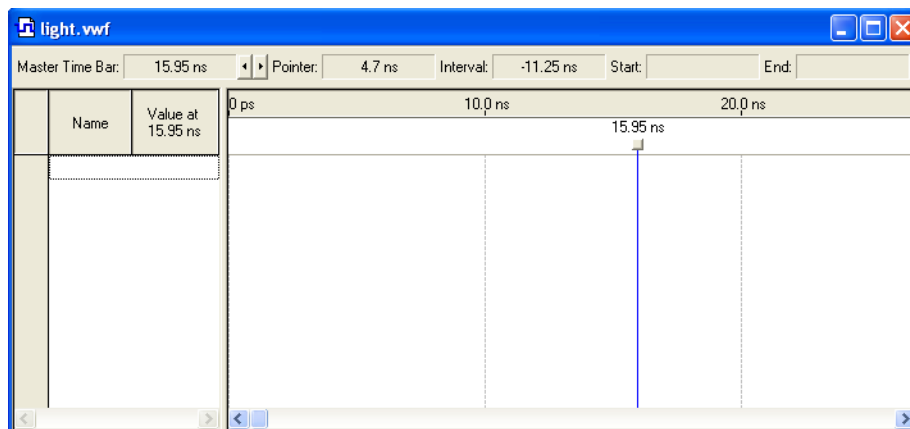 light.vwf
Master Time Bar: 15.95 ns Pointer: 4.7 ns Interval: -11.25 ns Start: End:
Name Value at 15.95 ns
0 ps 10.0 ns 20.0 ns
15.95 ns